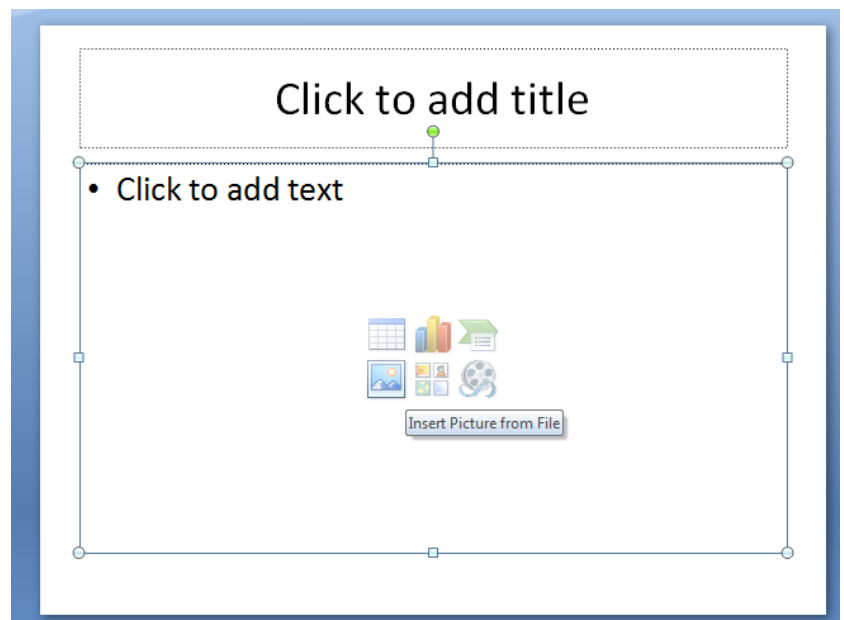 Click to add title
• Click to add text
Insert Picture from File